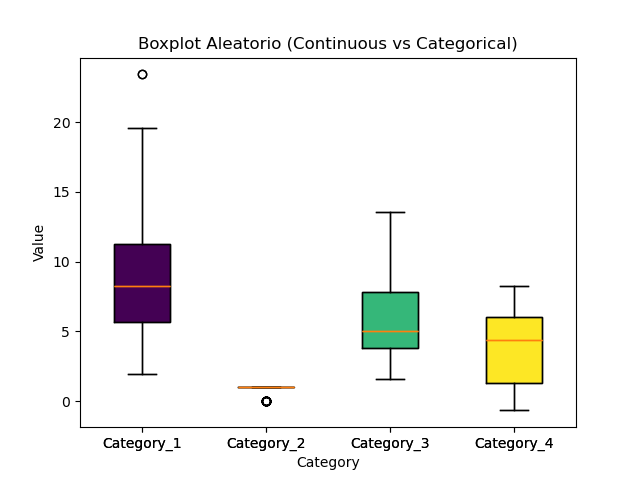 Boxplot Aleatorio (Continuous vs Categorical)
Value
20
15
10
5
0
Category_1 Category_2 Category_3 Category_4
Category